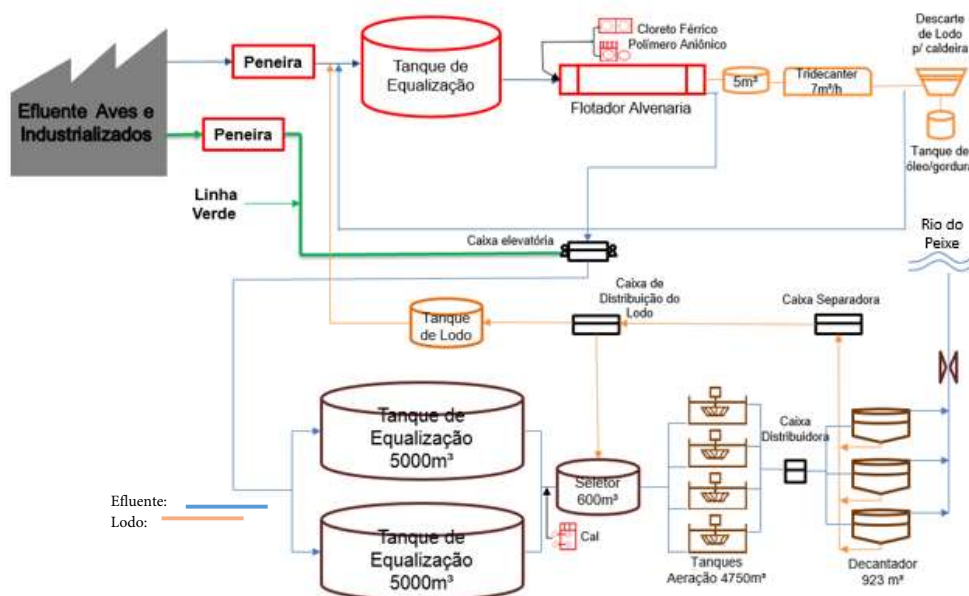 Cloreto Férrico
Polímero Aniônico
Descarte
de Lodo
p/ caldeira
Peneira
Tanque de
Equalização
5m³
Tridecanter
7m³/h
Flotador Alvenaria
Efluente Aves e
Industrializados
Peneira
Tanque de
óleo/gordura
Linha
Verde
Caixa elevatória
Rio do
Peixe
Caixa de
Distribuição do
Lodo
Caixa Separadora
Tanque
de Lodo
Tanque de
Equalização
5000m³
Caixa
Distribuidora
Seletor
600m³
Efluente:
Lodo:
Cal
Tanque de
Equalização
5000m³
Tanques
Aeração 4750m³
Decantador
923 m³